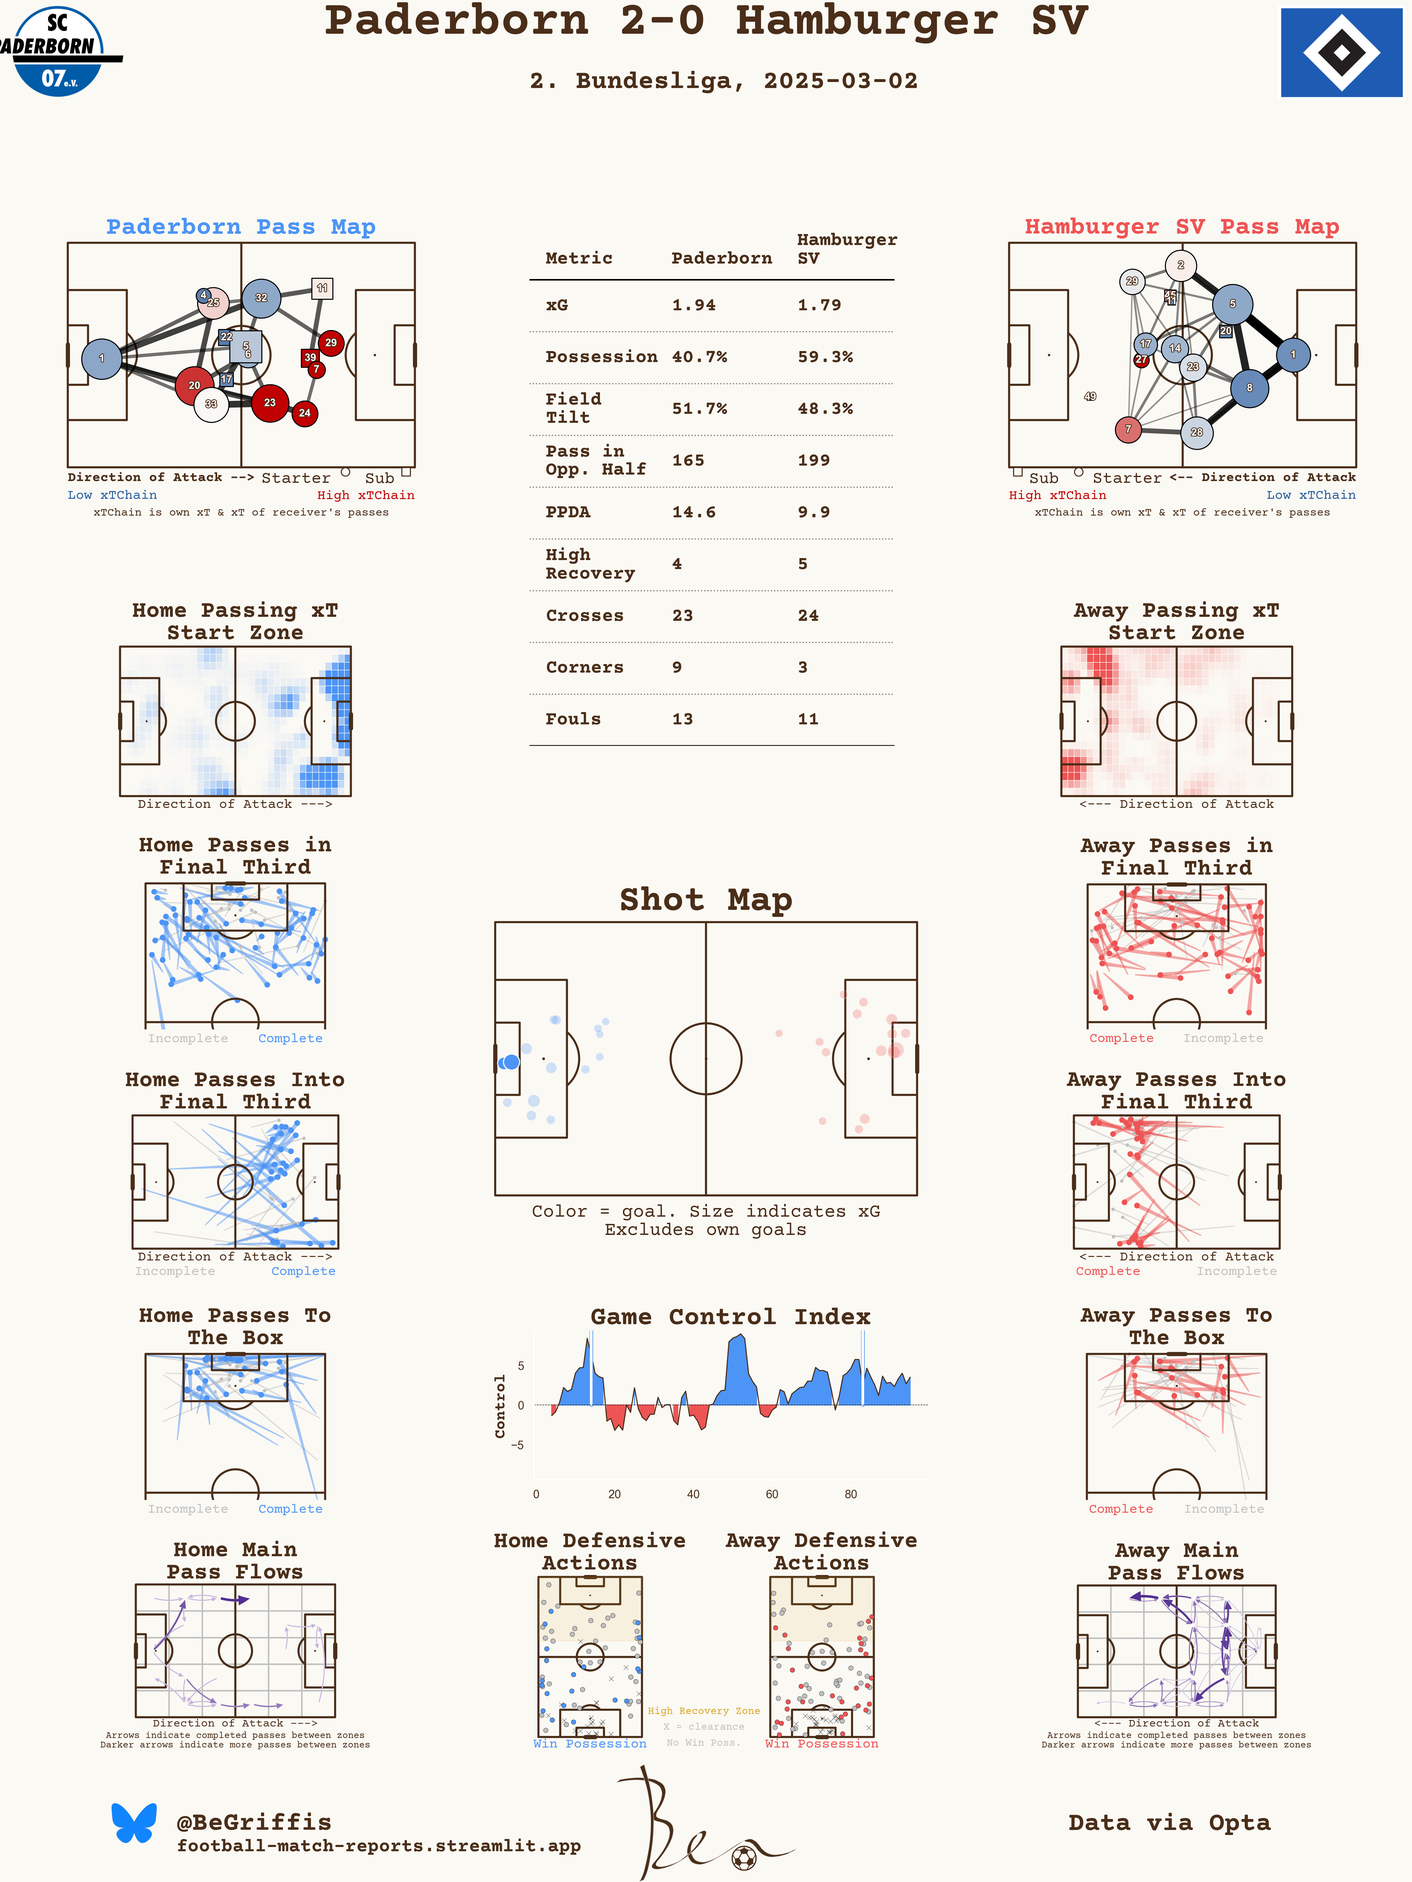 Paderborn 2-0 Hamburger SV
2. Bundesliga, 2025-03-02
SC
PADERBORN
07 e.V.
Paderborn Pass Map
1
4
25
32
11
22
5
6
29
39
7
20
17
33
23
24
Direction of Attack --> Starter Sub
Low xTChain High xTChain
xTChain is own xT & xT of receiver's passes
Metric Paderborn Hamburger SV
xG 1.94 1.79
Possession 40.7% 59.3%
Field Tilt 51.7% 48.3%
Pass in Opp. Half 165 199
PPDA 14.6 9.9
High Recovery 4 5
Crosses 23 24
Corners 9 3
Fouls 13 11
Hamburger SV Pass Map
2
29
5
11
20
17
14
27
23
1
8
49
7
28
Sub Starter <-- Direction of Attack
High xTChain Low xTChain
xTChain is own xT & xT of receiver's passes
Home Passing xT
Start Zone
Direction of Attack --->
Away Passing xT
Start Zone
<--- Direction of Attack
Home Passes in
Final Third
Incomplete Complete
Away Passes in
Final Third
Complete Incomplete
Shot Map
Color = goal. Size indicates xG
Excludes own goals
Home Passes Into
Final Third
Direction of Attack --->
Incomplete Complete
Away Passes Into
Final Third
<--- Direction of Attack
Complete Incomplete
Home Passes To
The Box
Incomplete Complete
Game Control Index
Control
5
0
-5
0 20 40 60 80
Away Passes To
The Box
Complete Incomplete
Home Main
Pass Flows
Direction of Attack --->
Arrows indicate completed passes between zones
Darker arrows indicate more passes between zones
Home Defensive
Actions
Win Possession
High Recovery Zone
X = clearance
No Win Poss.
Away Defensive
Actions
Win Possession
Away Main
Pass Flows
<--- Direction of Attack
Arrows indicate completed passes between zones
Darker arrows indicate more passes between zones
@BeGriffis
football-match-reports.streamlit.app
Ben
Data via Opta